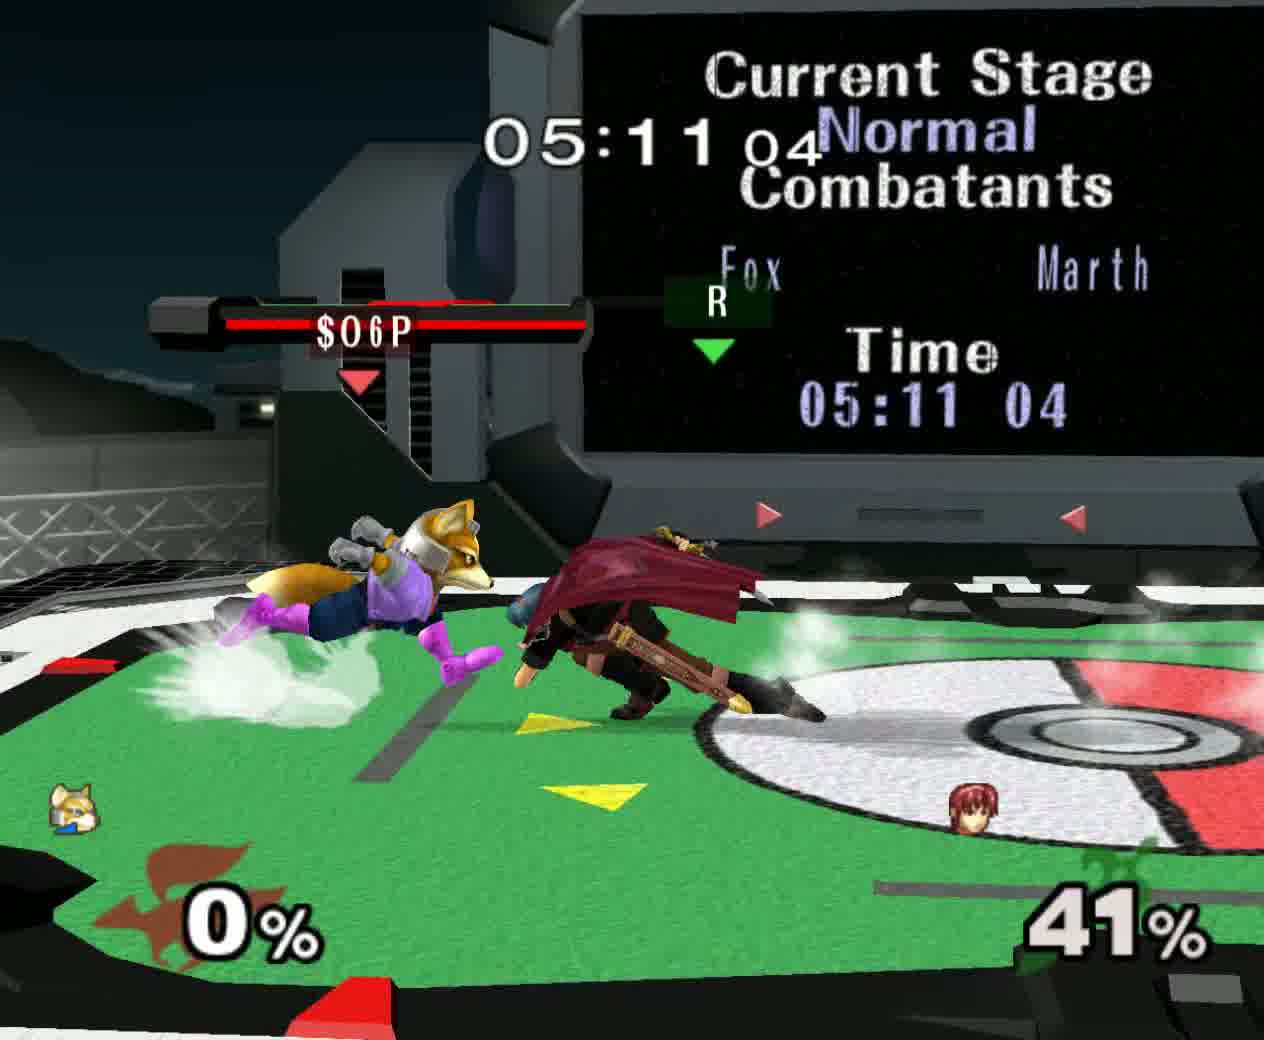 Current Stage
05:11 04
Normal
Combatants
Fox
Marth
R
$06P
Time
05:11 04
0%
41%